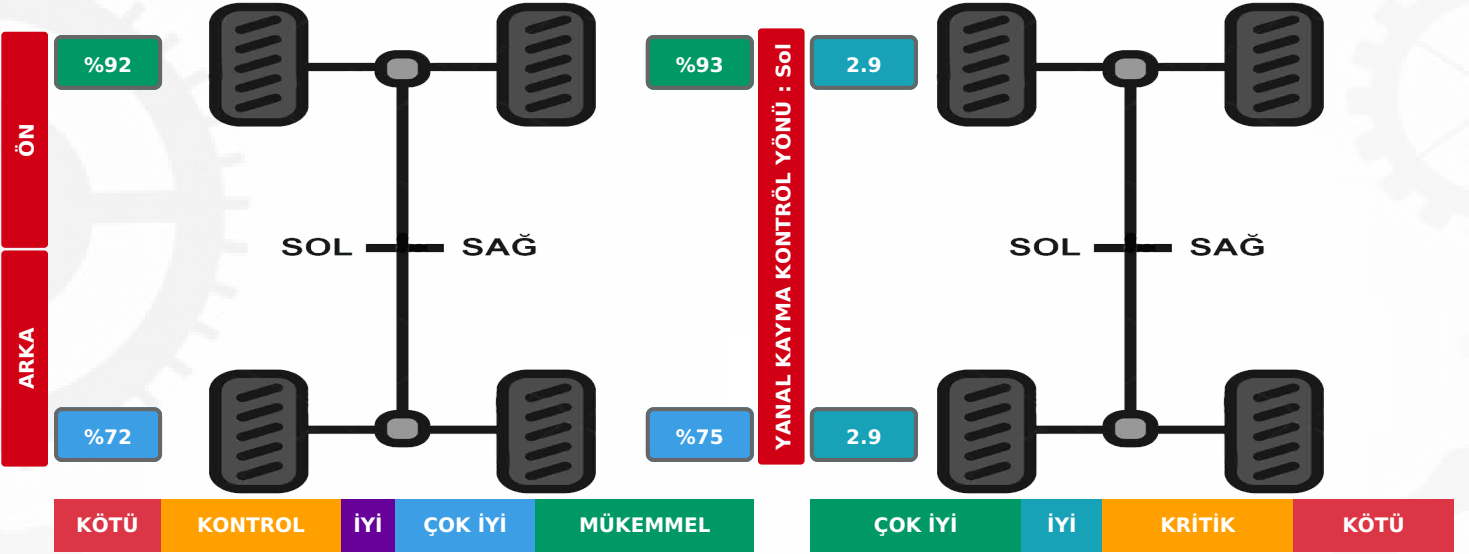 ÖN
%92
%93
SOL SAĞ
ARKA
%72
%75
KÖTÜ KONTROL İYİ ÇOK İYİ MÜKEMMEL
YANAL KAYMA KONTRÖL YÖNÜ : Sol
2.9
SOL SAĞ
2.9
ÇOK İYİ İYİ KRİTİK KÖTÜ